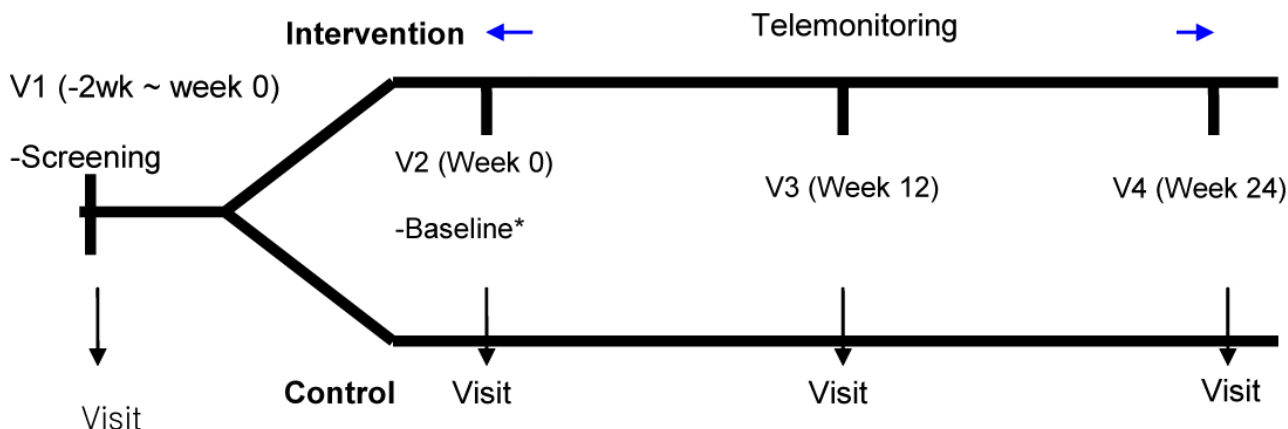 Telemonitoring
Intervention
V1 (-2wk ~ week 0)
-Screening
V2 (Week 0)
-Baseline*
V3 (Week 12)
V4 (Week 24)
Control
Visit
Visit
Visit
Visit